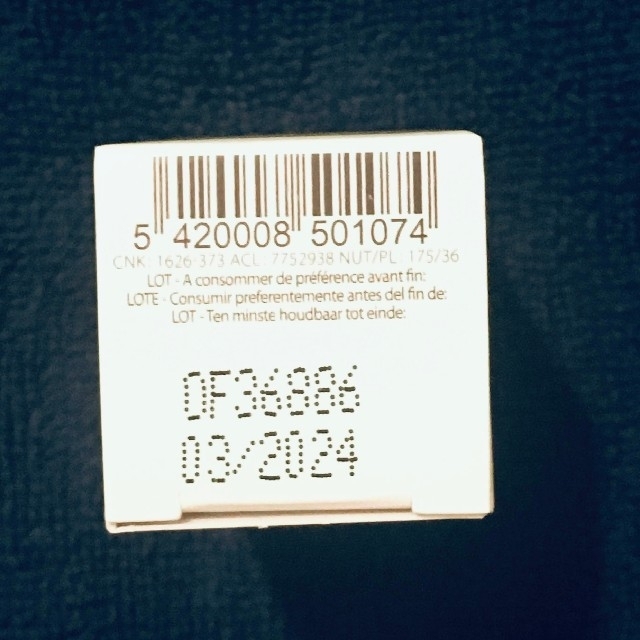 5 420008 501074
CNK: 1626-373 ACL 7752938 NUT/PL 175/36
LOT - A consommer de préférence avant fin:
LOTE - Consumir preferentemente antes del fin de:
LOT - Ten minste houdbaar tot einde:
0F36886
03/2024